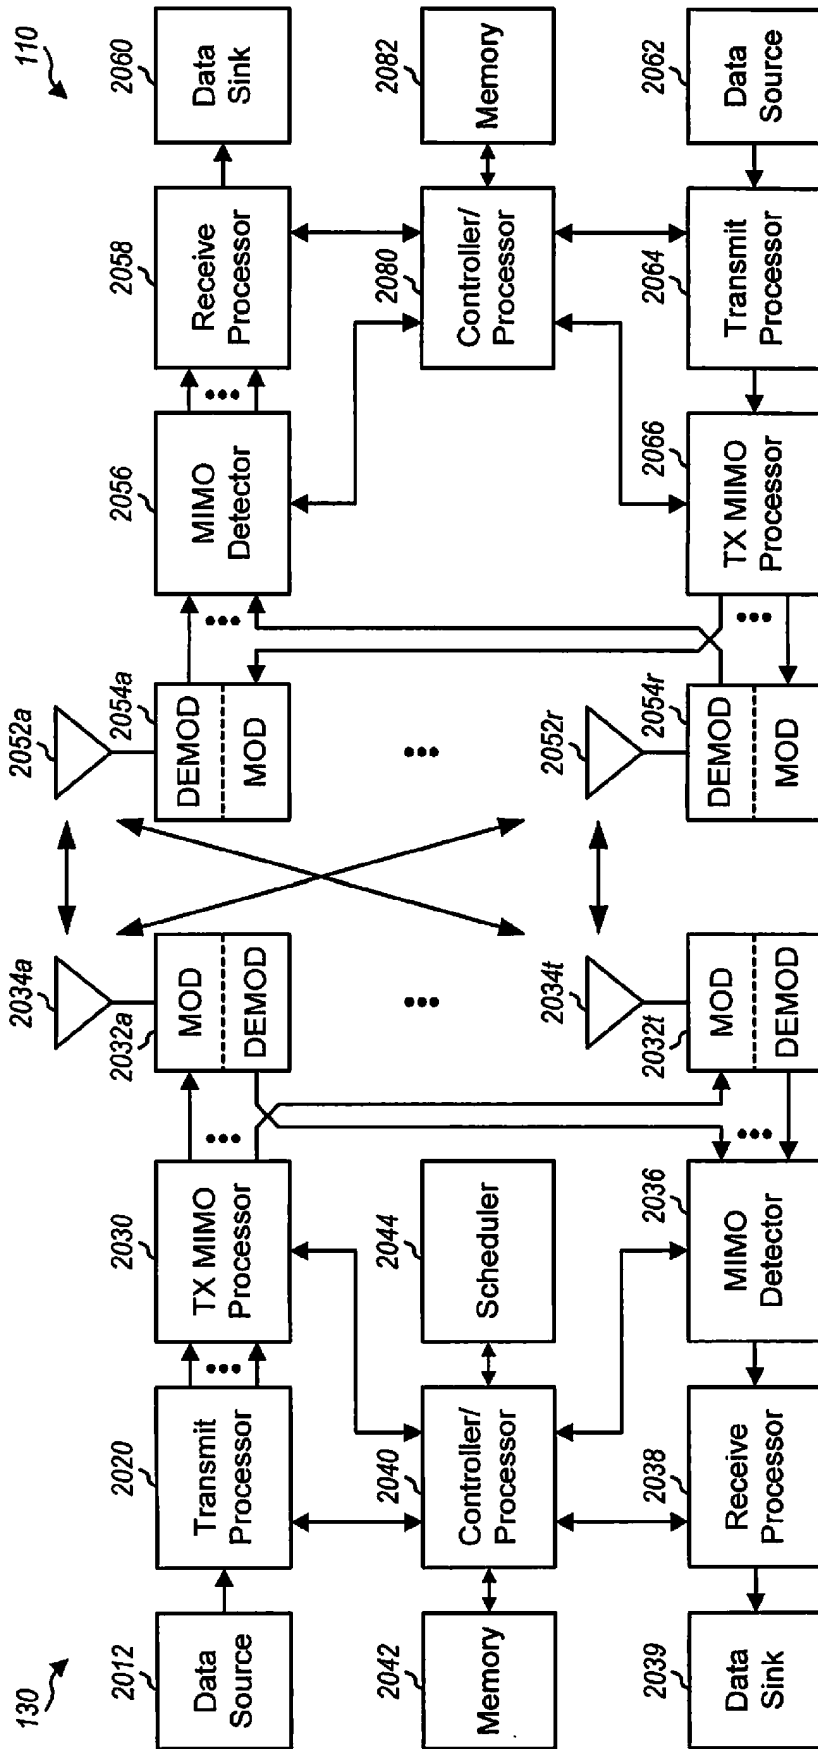 130
2012
Data
Source
2020
Transmit
Processor
2030
TX MIMO
Processor
2032a
2034a
MOD
DEMOD
2052a
2054a
DEMOD
MOD
2056
MIMO
Detector
2058
Receive
Processor
2060
Data
Sink
110
2042
Memory
2040
Controller/
Processor
2044
Scheduler
2080
Controller/
Processor
2082
Memory
2039
Data
Sink
2038
Receive
Processor
2036
MIMO
Detector
2032t
2034t
MOD
DEMOD
2052r
2054r
DEMOD
MOD
2066
TX MIMO
Processor
2064
Transmit
Processor
2062
Data
Source